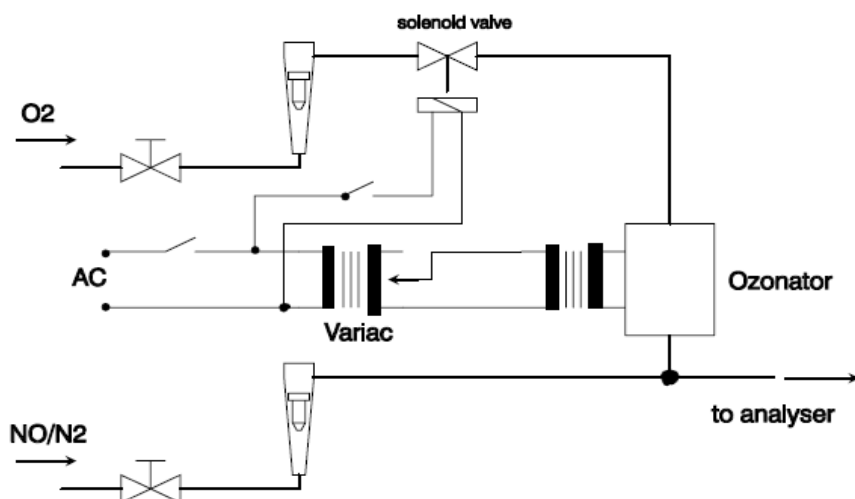 solenoid valve
O2
AC
Ozonator
Variac
to analyser
NO/N2